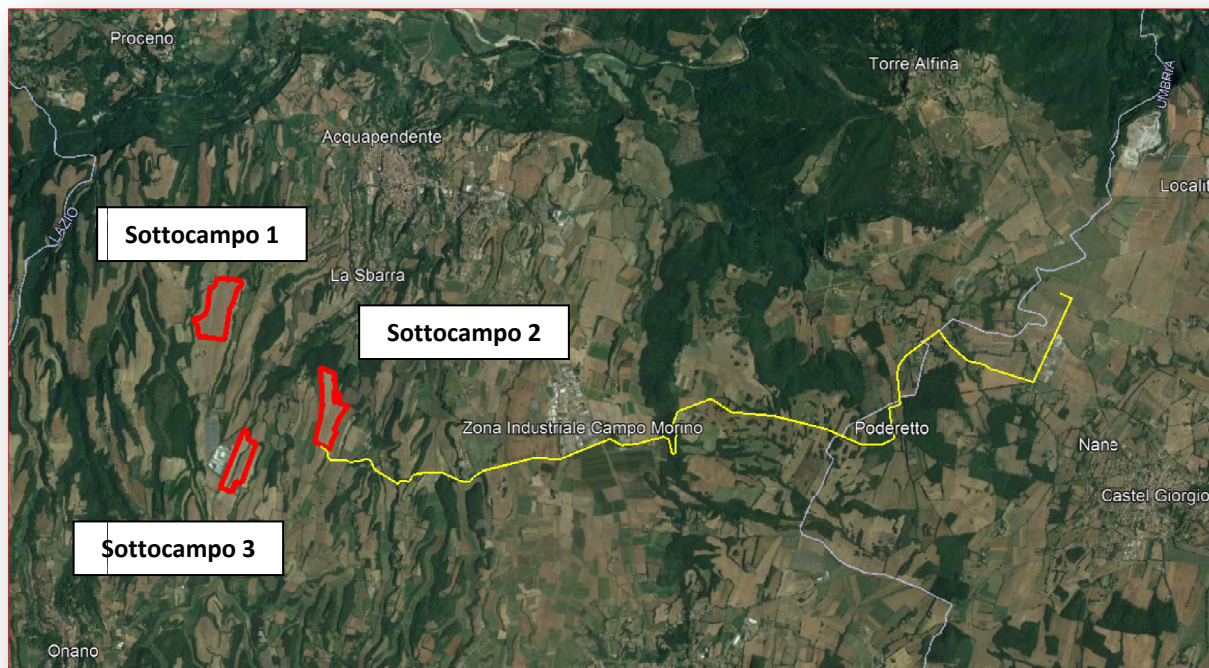 Proceno
Torre Alfina
UMBRIA
Acquapendente
Localit
LAZIO
Sottocampo 1
La Sbarra
Sottocampo 2
Zona Industriale Campo Morino
Poderetto
Nane
Castel Giorgio
Sottocampo 3
Onano